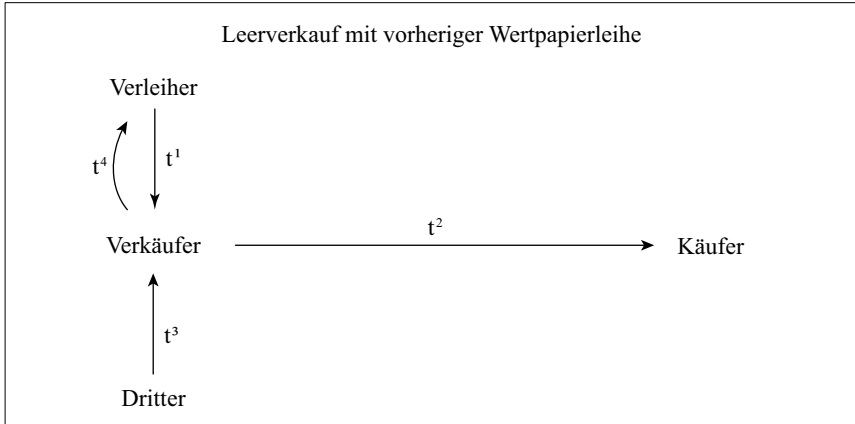 Leerverkauf mit vorheriger Wertpapierleihe
Verleiher
t⁴
t¹
t²
Verkäufer
Käufer
t³
Dritter